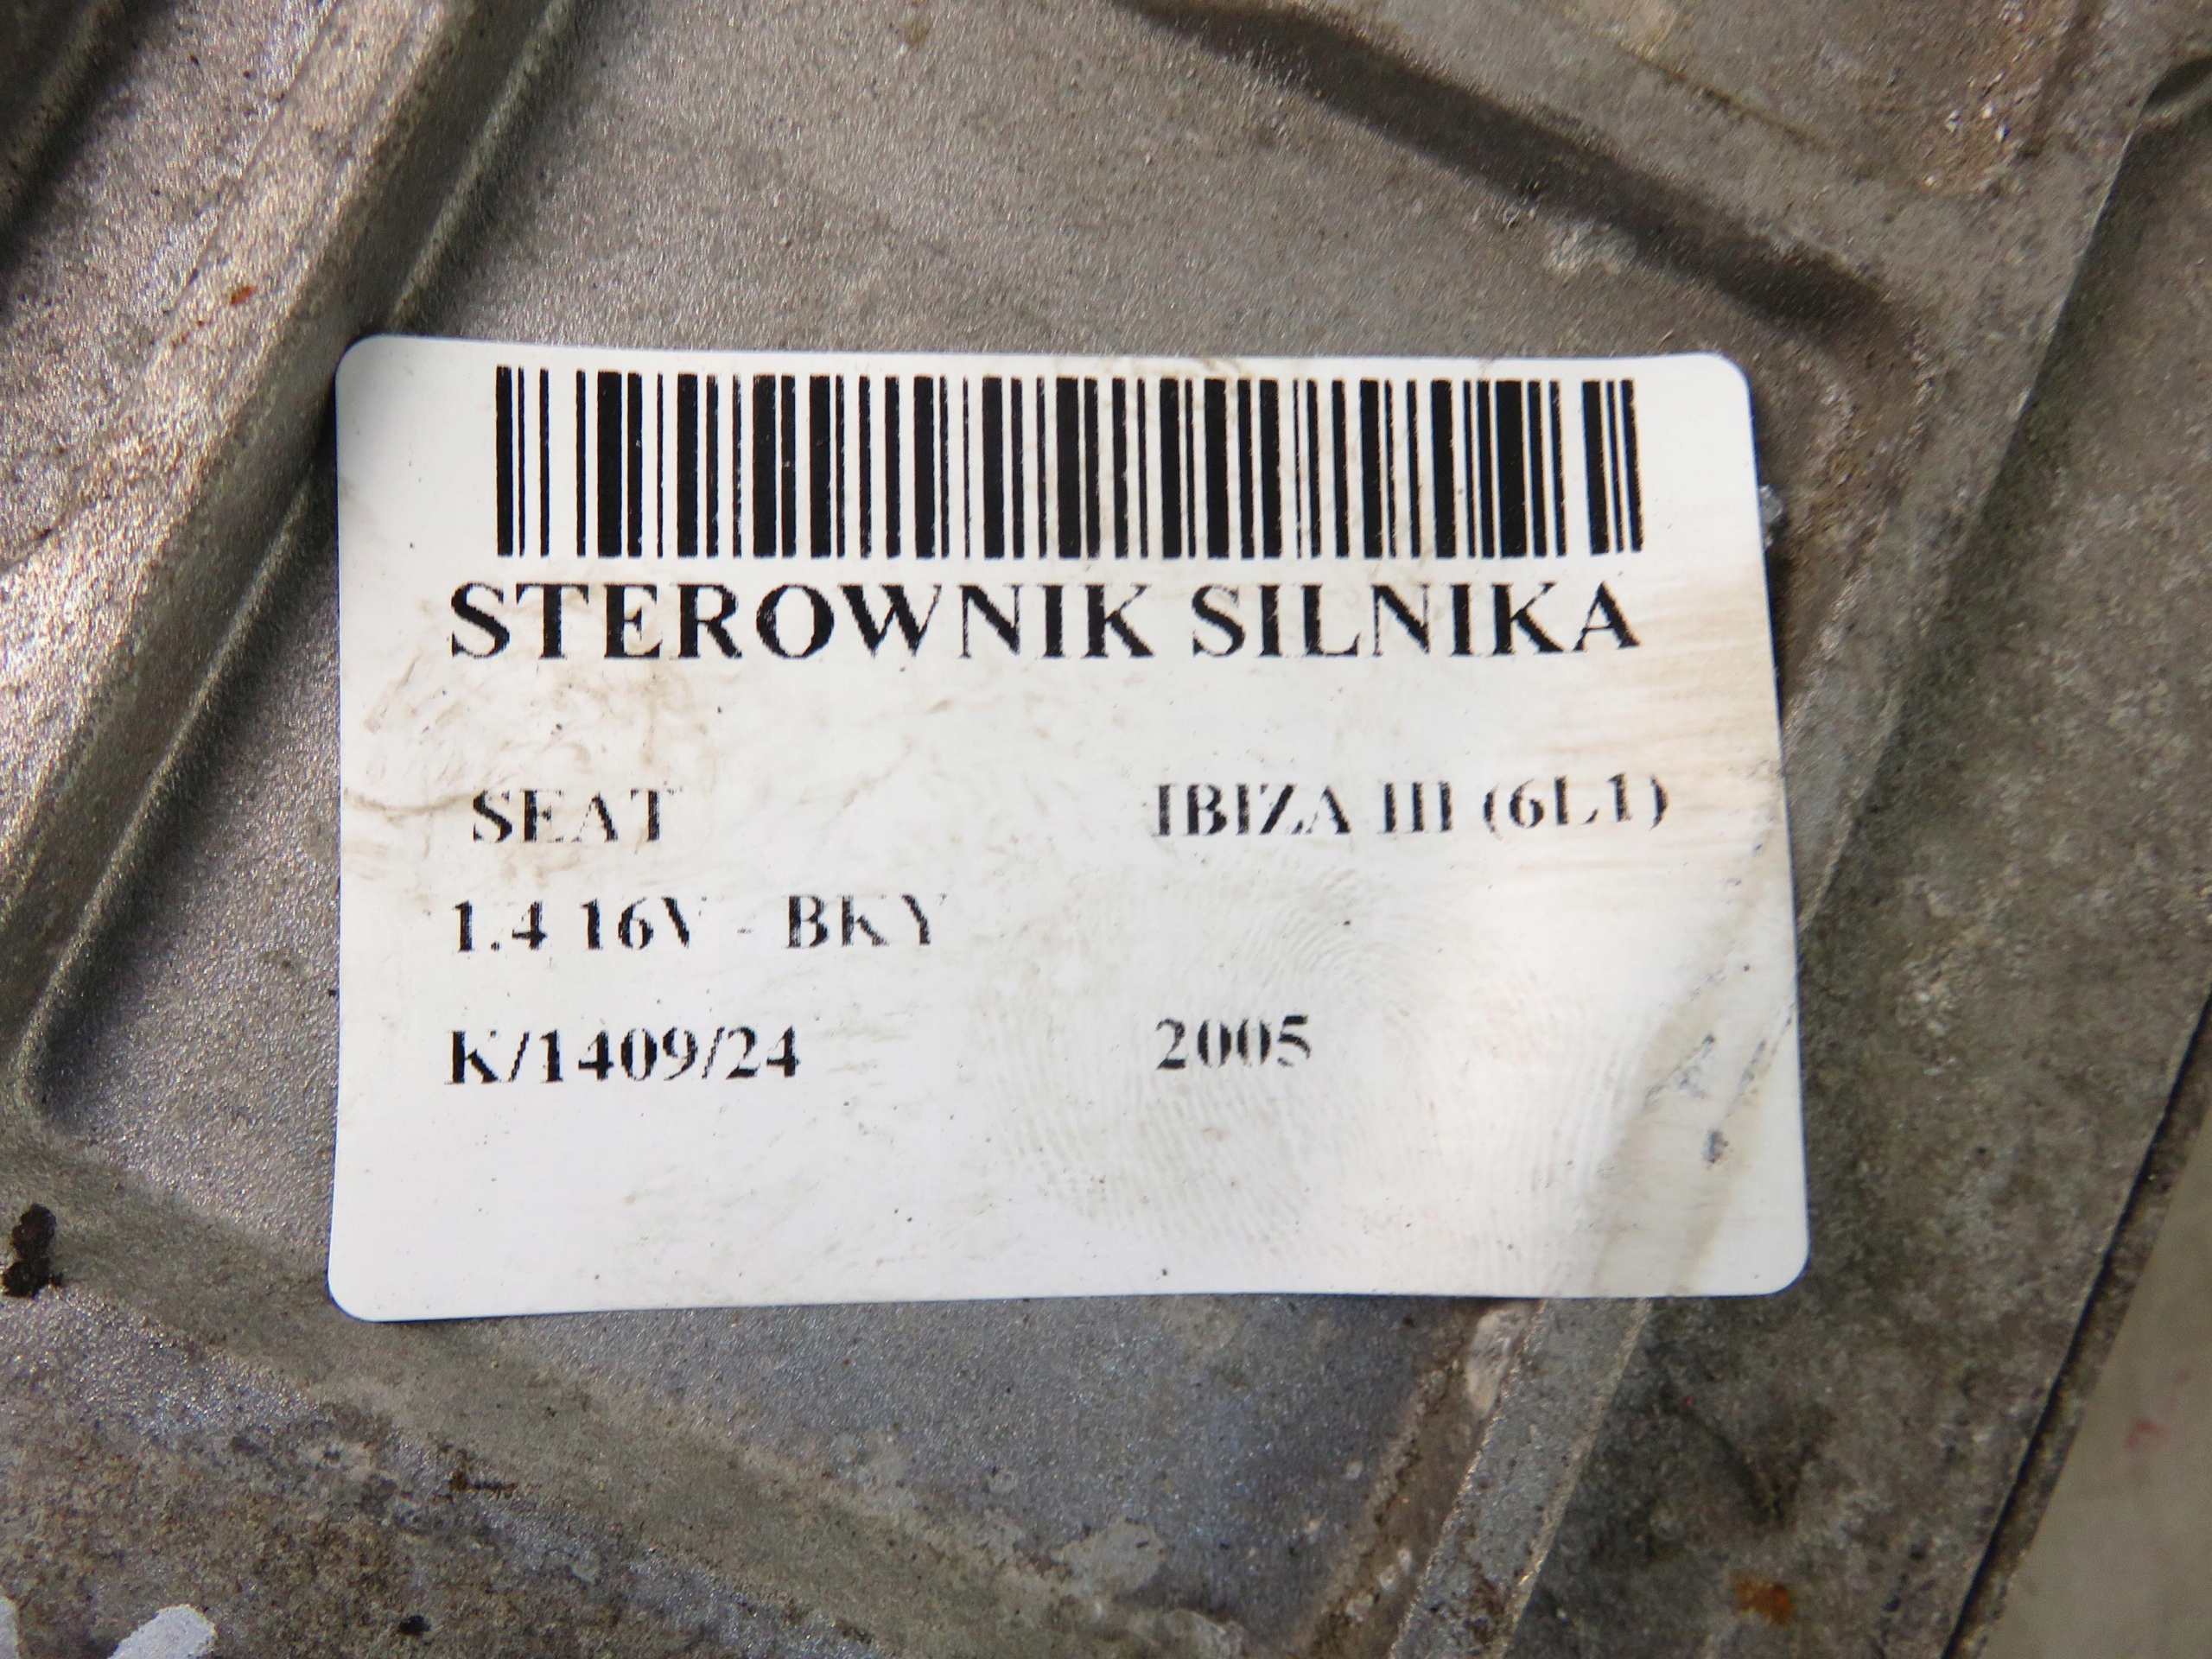 STEROWNIK SILNIKA
SEAT IBIZA III (6L1)
1.4 16V - BKY
K/1409/24 2005